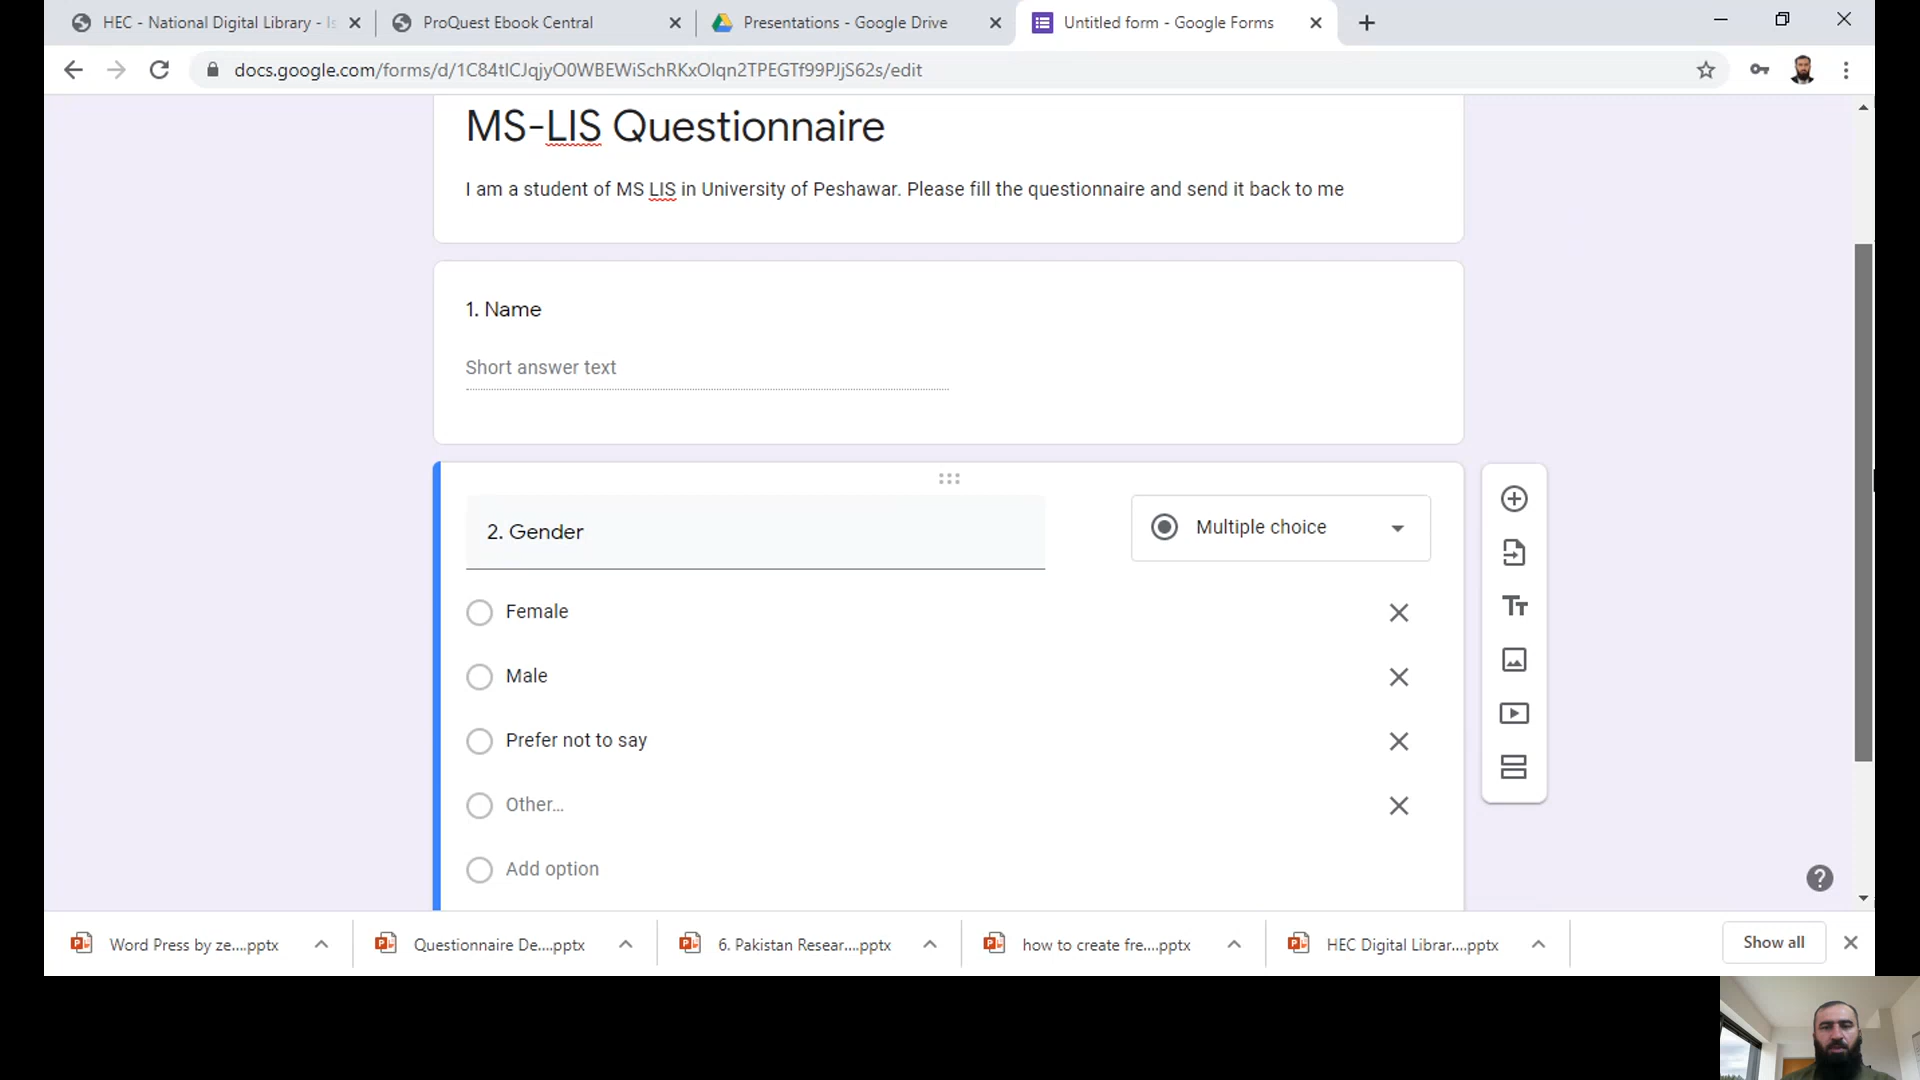 HEC - National Digital Library - Is
ProQuest Ebook Central
Presentations - Google Drive
Untitled form - Google Forms
docs.google.com/forms/d/1C84tICJqjyO0WBEWiSchRKxOIqn2TPEGTf99PJjS62s/edit
MS-LIS Questionnaire
I am a student of MS LIS in University of Peshawar. Please fill the questionnaire and send it back to me
1. Name
Short answer text
2. Gender
Multiple choice
Female
Male
Prefer not to say
Other...
Add option
Word Press by ze....pptx
Questionnaire De....pptx
6. Pakistan Resear....pptx
how to create fre....pptx
HEC Digital Librar....pptx
Show all